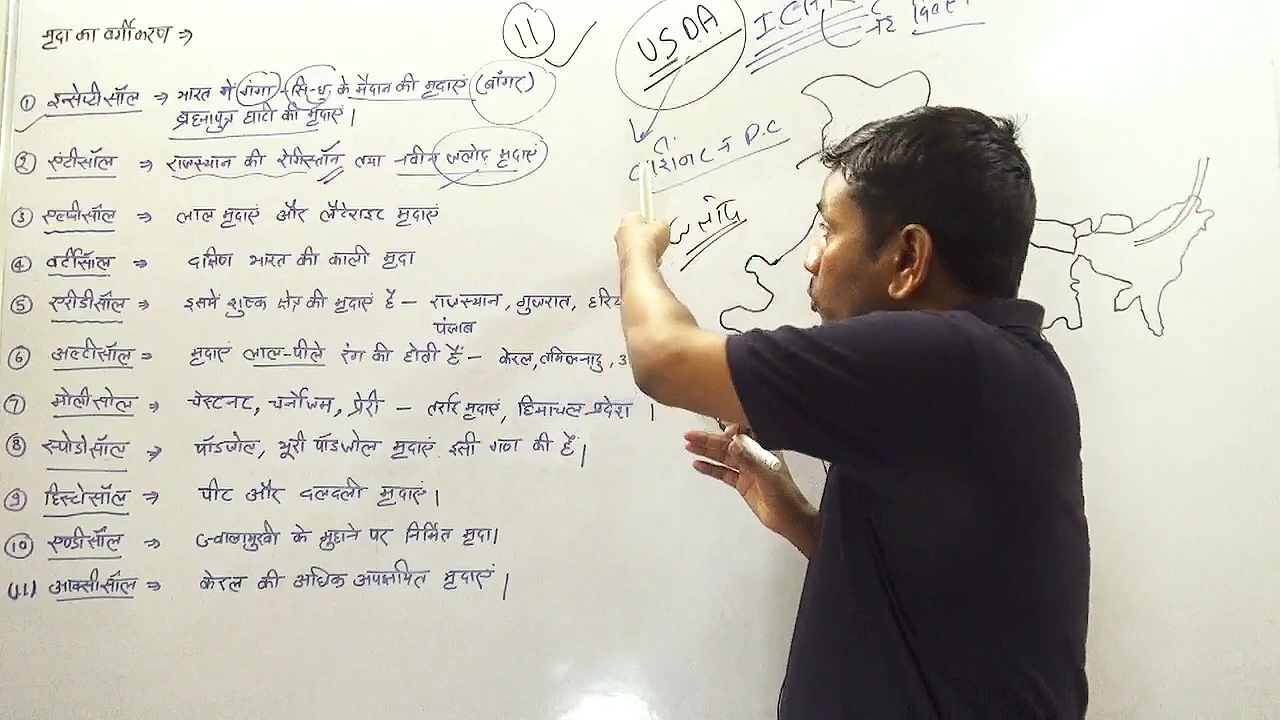 मृदा का वर्गीकरण ⇒
11
USDA
ICAR
① इन्सेप्टीसॉल ⇒ भारत में गंगा - सिन्धु के मैदान की मृदाएं (बाँगर)
ब्रह्मपुत्र घाटी की मृदाएं |
② एंटीसॉल ⇒ राजस्थान की रेगिस्तॉन तथा नवीन जलोढ मृदाएं
वाशिंगटन D.C
जलोढ
③ एल्फीसॉल ⇒ लाल मृदाएं और लैटेराइट मृदाएं
④ वर्टीसॉल ⇒ दक्षिण भारत की काली मृदा
⑤ एरीडीसॉल ⇒ इसमें शुष्क क्षेत्र की मृदाएं हैं – राजस्थान, गुजरात,
पंजाब
⑥ अल्टीसॉल ⇒ मृदाएं लाल-पीले रंग की होती हैं – केरल, तमिलनाडु,
⑦ मोलीसोल ⇒ चेस्टनट, चर्नोजम, प्रेरी – तराई मृदाएं, हिमाचल-प्रदेश |
⑧ स्पोडोसॉल ⇒ पॉडजोल, भूरी पॉडजोल मृदाएं इसी गण की हैं |
⑨ हिस्टोसॉल ⇒ पीट और दलदली मृदाएं |
⑩ एण्डीसॉल ⇒ ज्वालामुखी के मुहाने पर निर्मित मृदा |
(11) आक्सीसॉल ⇒ केरल की अधिक अपक्षयित मृदाएं |